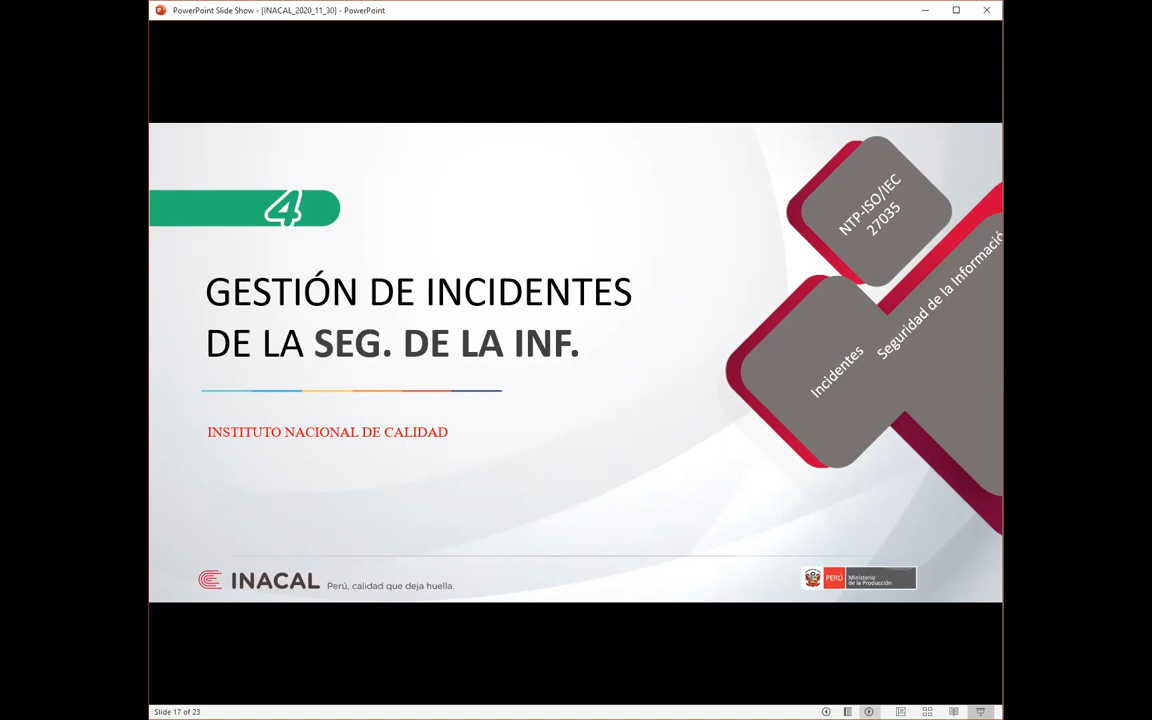 PowerPoint Slide Show - [INACAL_2020_11_30] - PowerPoint
4
GESTIÓN DE INCIDENTES
DE LA SEG. DE LA INF.
INSTITUTO NACIONAL DE CALIDAD
NTP-ISO/IEC
27035
Seguridad de la Informació
Incidentes
INACAL Perú, calidad que deja huella.
PERÚ Ministerio
de la Producción
Slide 17 of 23